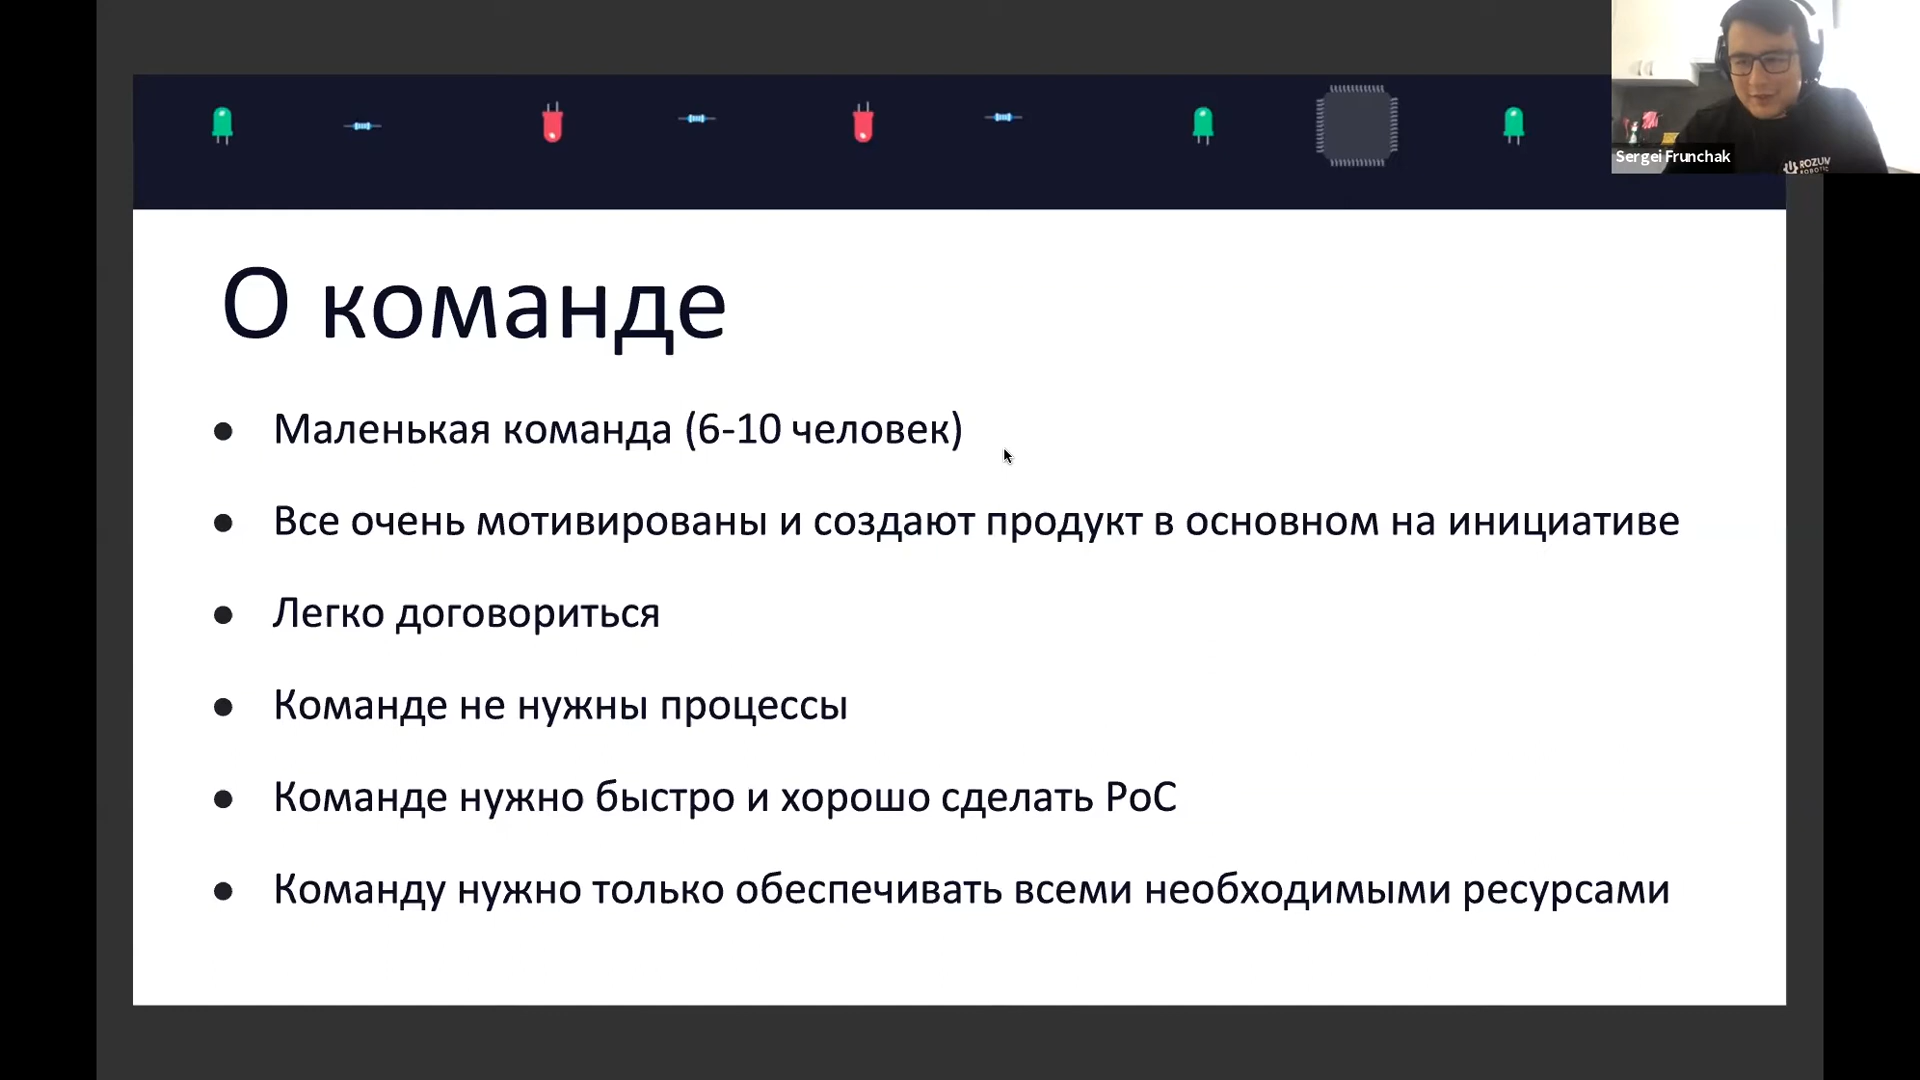 Sergei Frunchak
О команде
Маленькая команда (6-10 человек)
Все очень мотивированы и создают продукт в основном на инициативе
Легко договориться
Команде не нужны процессы
Команде нужно быстро и хорошо сделать PoC
Команду нужно только обеспечивать всеми необходимыми ресурсами